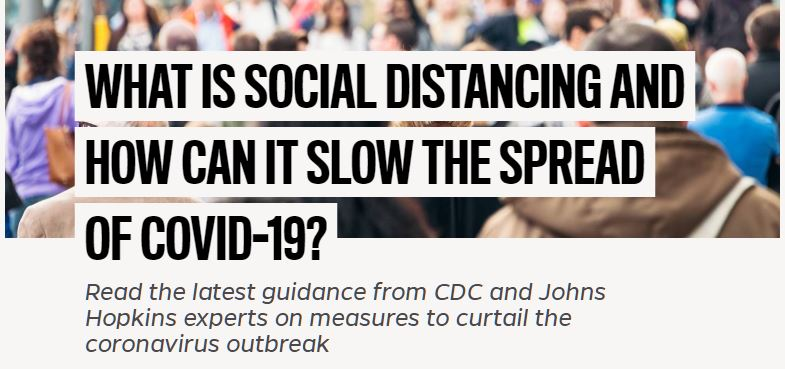 WHAT IS SOCIAL DISTANCING AND
HOW CAN IT SLOW THE SPREAD
OF COVID-19?
Read the latest guidance from CDC and Johns
Hopkins experts on measures to curtail the
coronavirus outbreak